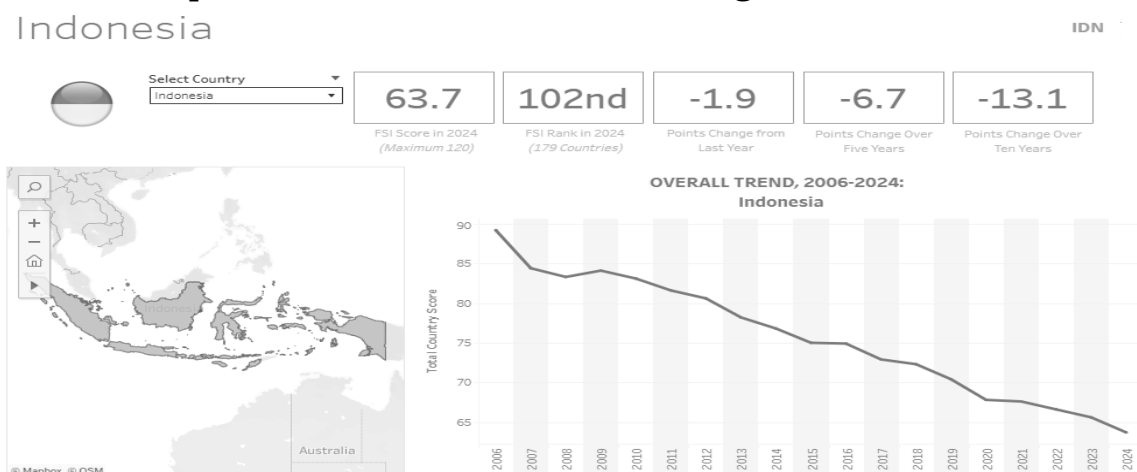 Indonesia
IDN
Select Country
Indonesia
63.7
FSI Score in 2024
(Maximum 120)
102nd
FSI Rank in 2024
(179 Countries)
-1.9
Points Change from
Last Year
-6.7
Points Change Over
Five Years
-13.1
Points Change Over
Ten Years
Indonesia
Australia
© Mapbox © OSM
OVERALL TREND, 2006-2024:
Indonesia
Total Country Score
90
85
80
75
70
65
2006
2007
2008
2009
2010
2011
2012
2013
2014
2015
2016
2017
2018
2019
2020
2021
2022
2023
2024